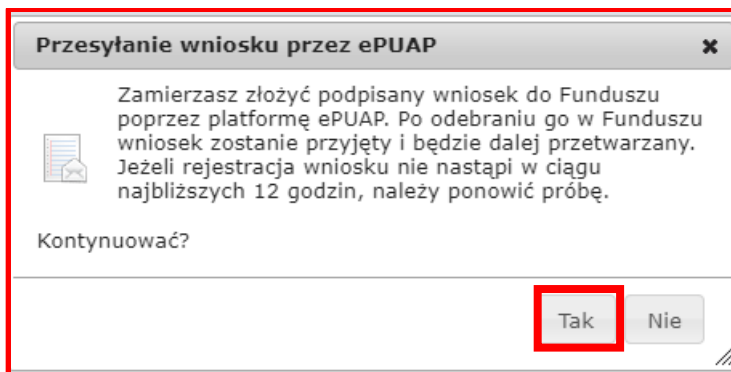 Przesyłanie wniosku przez ePUAP
Zamierzasz złożyć podpisany wniosek do Funduszu
poprzez platformę ePUAP. Po odebraniu go w Funduszu
wniosek zostanie przyjęty i będzie dalej przetwarzany.
Jeżeli rejestracja wniosku nie nastąpi w ciągu
najbliższych 12 godzin, należy ponowić próbę.
Kontynuować?
Tak Nie